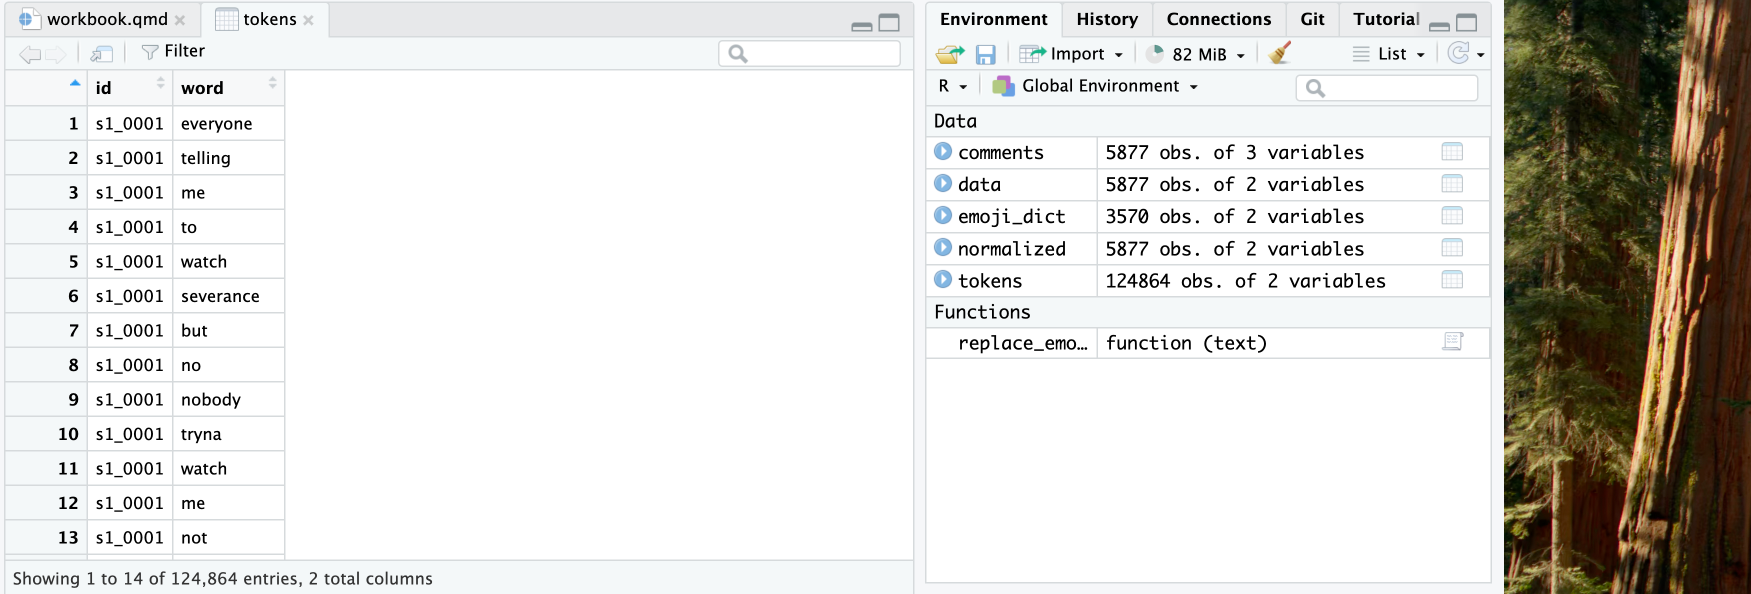 workbook.qmd
tokens
Filter
id word
1 s1_0001 everyone
2 s1_0001 telling
3 s1_0001 me
4 s1_0001 to
5 s1_0001 watch
6 s1_0001 severance
7 s1_0001 but
8 s1_0001 no
9 s1_0001 nobody
10 s1_0001 tryna
11 s1_0001 watch
12 s1_0001 me
13 s1_0001 not
Showing 1 to 14 of 124,864 entries, 2 total columns
Environment History Connections Git Tutorial
Import 82 MiB List
R Global Environment
Data
comments 5877 obs. of 3 variables
data 5877 obs. of 2 variables
emoji_dict 3570 obs. of 2 variables
normalized 5877 obs. of 2 variables
tokens 124864 obs. of 2 variables
Functions
replace_emo… function (text)